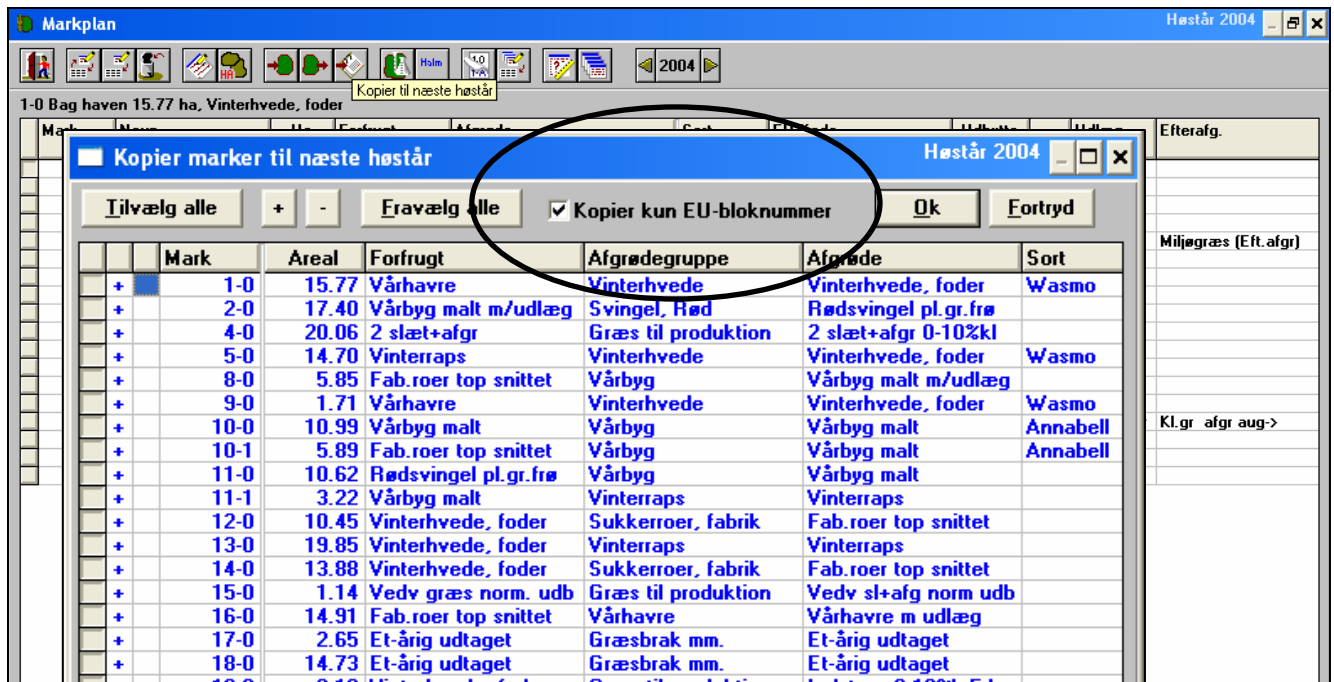 Markplan Høstår 2004
HA Halm 2004
Kopier til næste høstår
1-0 Bag haven 15.77 ha, Vinterhvede, foder
Efterafg.
Kopier marker til næste høstår Høstår 2004
Tilvælg alle + - Fravælg alle Kopier kun EU-bloknummer Ok Fortryd
Miljøgræs (Eft.afgr)
Mark Areal Forfrugt Afgrødegruppe Afgrøde Sort
+ 1-0 15.77 Vårhavre Vinterhvede Vinterhvede, foder Wasmo
+ 2-0 17.40 Vårbyg malt m/udlæg Svingel, Rød Rødsvingel pl.gr.frø
+ 4-0 20.06 2 slæt+afgr Græs til produktion 2 slæt+afgr 0-10%kl
+ 5-0 14.70 Vinterraps Vinterhvede Vinterhvede, foder Wasmo
+ 8-0 5.85 Fab.roer top snittet Vårbyg Vårbyg malt m/udlæg
+ 9-0 1.71 Vårhavre Vinterhvede Vinterhvede, foder Wasmo
+ 10-0 10.99 Vårbyg malt Vårbyg Vårbyg malt Annabell Kl.gr afgr aug->
+ 10-1 5.89 Fab.roer top snittet Vårbyg Vårbyg malt Annabell
+ 11-0 10.62 Rødsvingel pl.gr.frø Vårbyg Vårbyg malt
+ 11-1 3.22 Vårbyg malt Vinterraps Vinterraps
+ 12-0 10.45 Vinterhvede, foder Sukkerroer, fabrik Fab.roer top snittet
+ 13-0 19.85 Vinterhvede, foder Vinterraps Vinterraps
+ 14-0 13.88 Vinterhvede, foder Sukkerroer, fabrik Fab.roer top snittet
+ 15-0 1.14 Vedv græs norm. udb Græs til produktion Vedv sl+afg norm udb
+ 16-0 14.91 Fab.roer top snittet Vårhavre Vårhavre m udlæg
+ 17-0 2.65 Et-årig udtaget Græsbrak mm. Et-årig udtaget
+ 18-0 14.73 Et-årig udtaget Græsbrak mm. Et-årig udtaget